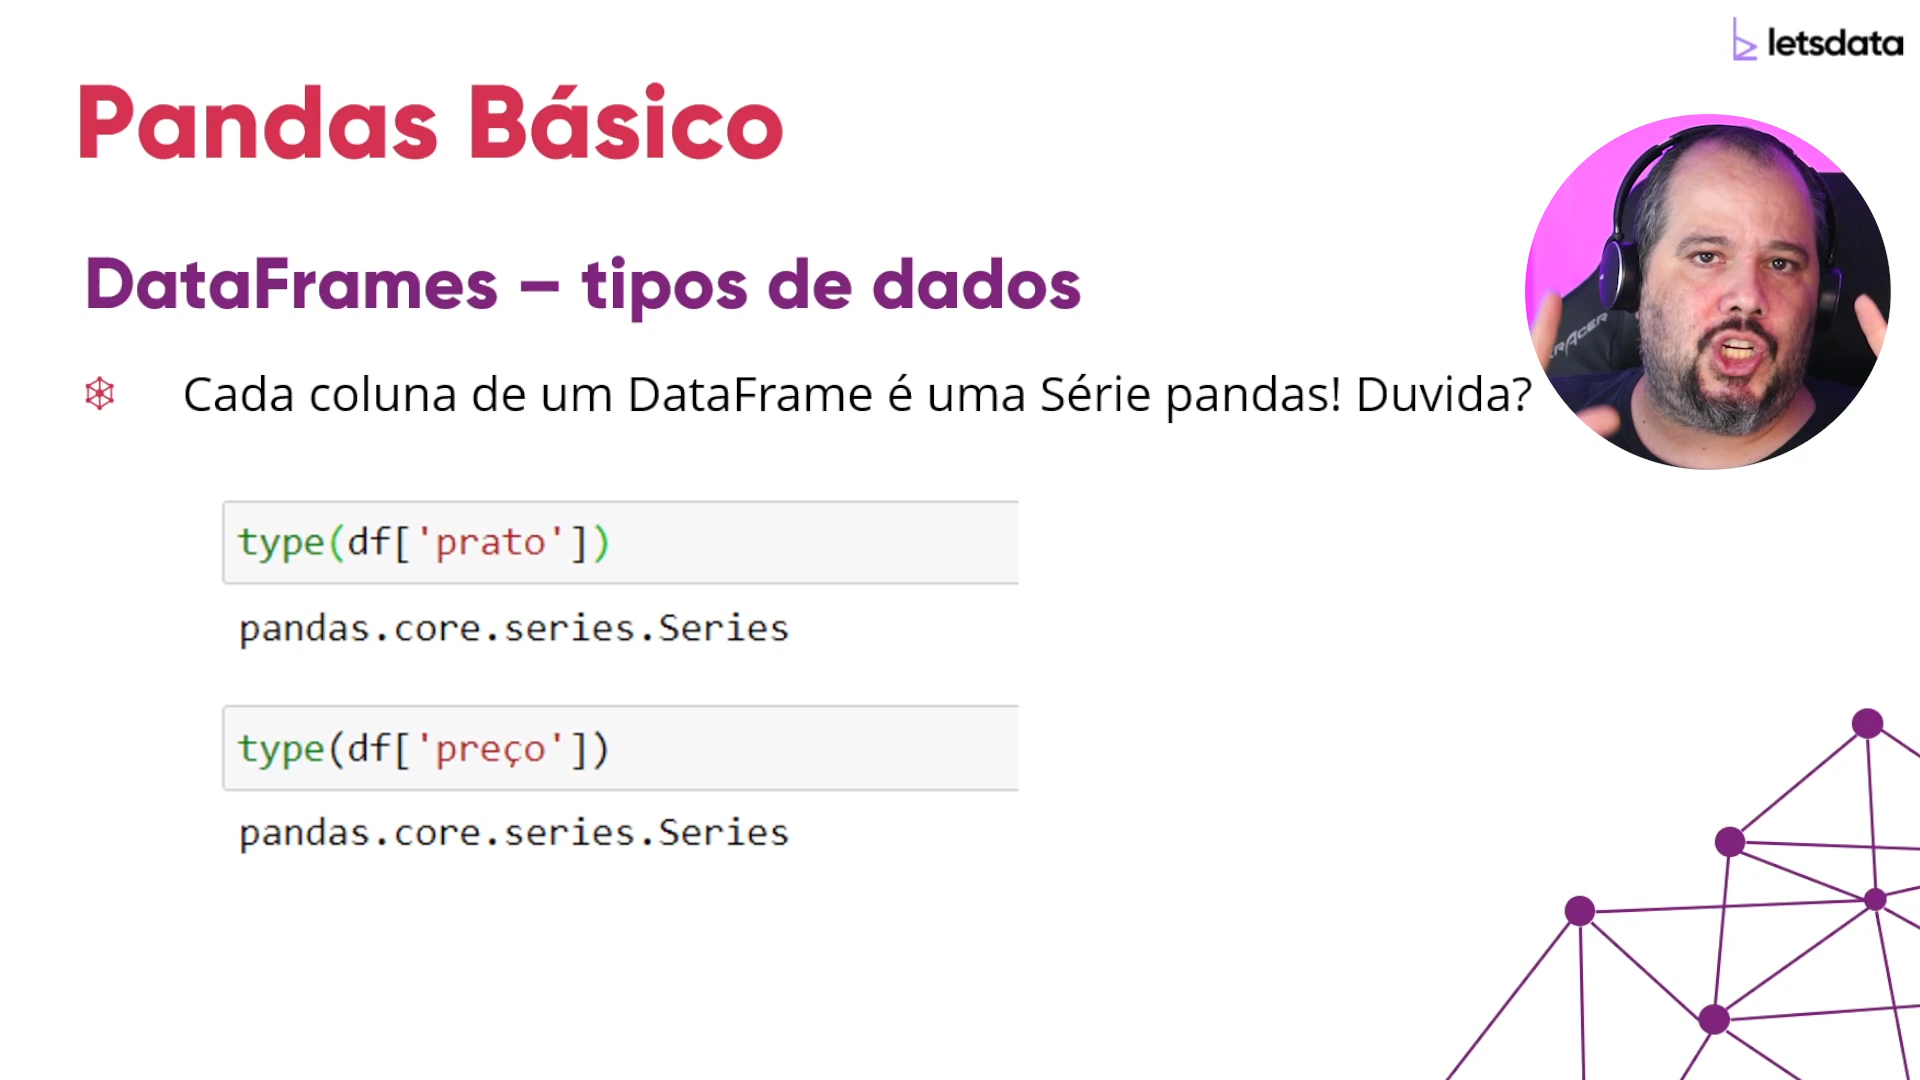 letsdata
Pandas Básico
DataFrames – tipos de dados
Cada coluna de um DataFrame é uma Série pandas! Duvida?
type(df['prato'])
pandas.core.series.Series
type(df['preço'])
pandas.core.series.Series